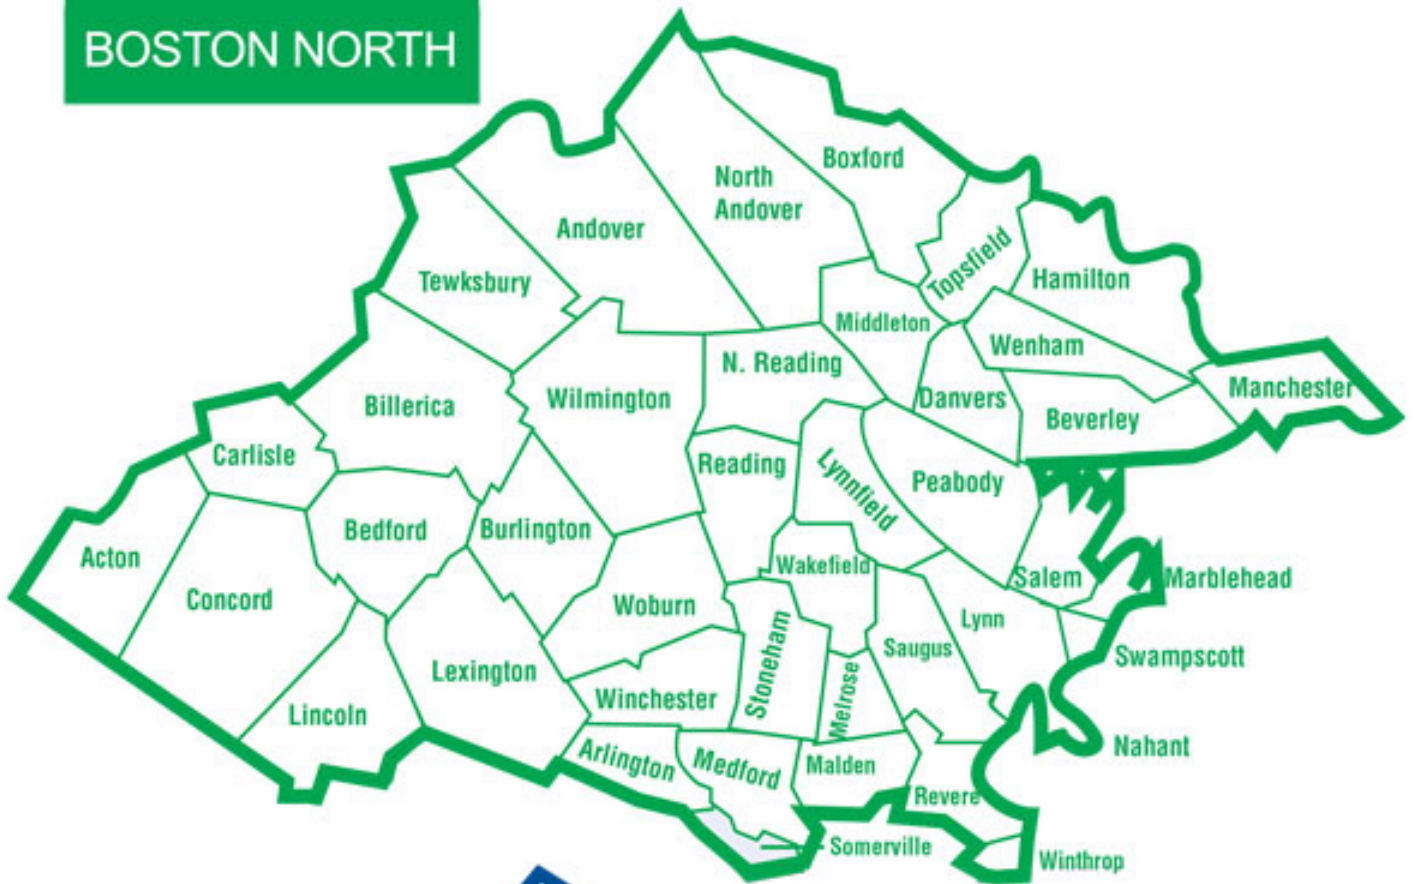 BOSTON NORTH
Boxford
North
Andover
Andover
Topsfield
Hamilton
Tewksbury
Middleton
Wenham
N. Reading
Manchester
Danvers
Wilmington
Billerica
Beverley
Carlisle
Reading
Lynnfield
Peabody
Bedford
Burlington
Acton
Wakefield
Salem
Marblehead
Concord
Woburn
Lynn
Stoneham
Saugus
Swampscott
Lexington
Winchester
Melrose
Lincoln
Nahant
Arlington
Medford
Malden
Revere
Somerville
Winthrop